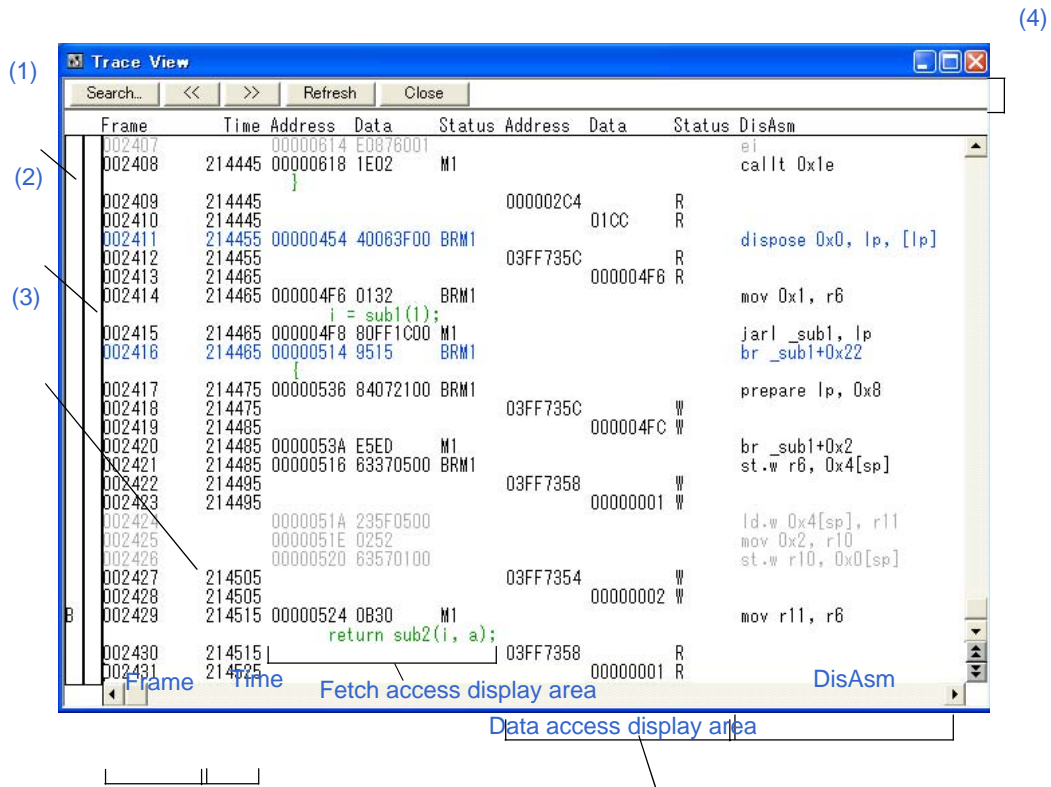 (4)
Trace View
(1)
Search... << >> Refresh Close
Frame Time Address Data Status Address Data Status DisAsm
002407 00000614 E0876001 ei
002408 214445 00000618 1E02 M1 callt 0x1e
(2)
}
002409 214445 000002C4 R
002410 214445 01CC R
002411 214455 00000454 40063F00 BRM1 dispose 0x0, lp, [lp]
002412 214455 03FF735C R
002413 214465 000004F6 R
(3)
002414 214465 000004F6 0132 BRM1 mov 0x1, r6
i = sub1(1);
002415 214465 000004F8 80FF1C00 M1 jarl _sub1, lp
002416 214465 00000514 9515 BRM1 br _sub1+0x22
{
002417 214475 00000536 84072100 BRM1 prepare lp, 0x8
002418 214475 03FF735C W
002419 214485 000004FC W
002420 214485 0000053A E5ED M1 br _sub1+0x2
002421 214485 00000516 63370500 BRM1 st.w r6, 0x4[sp]
002422 214495 03FF7358 W
002423 214495 00000001 W
002424 0000051A 235F0500 ld.w 0x4[sp], r11
002425 0000051E 0252 mov 0x2, r10
002426 00000520 63570100 st.w r10, 0x0[sp]
002427 214505 03FF7354 W
002428 214505 00000002 W
B 002429 214515 00000524 0B30 M1 mov r11, r6
return sub2(i, a);
002430 214515 03FF7358 R
002431 214525 00000001 R
Frame Time Fetch access display area DisAsm
Data access display area